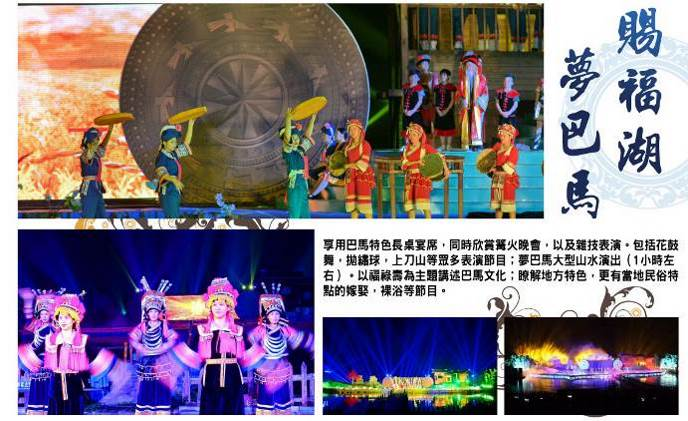 賜福湖
夢巴馬
享用巴馬特色長桌宴席，同時欣賞篝火晚會，以及雜技表演。包括花鼓
舞，拋繡球，上刀山等眾多表演節目；夢巴馬大型山水演出（1小時左
右）。以福祿壽為主題講述巴馬文化；瞭解地方特色，更有當地民俗特
點的嫁娶，裸浴等節目。